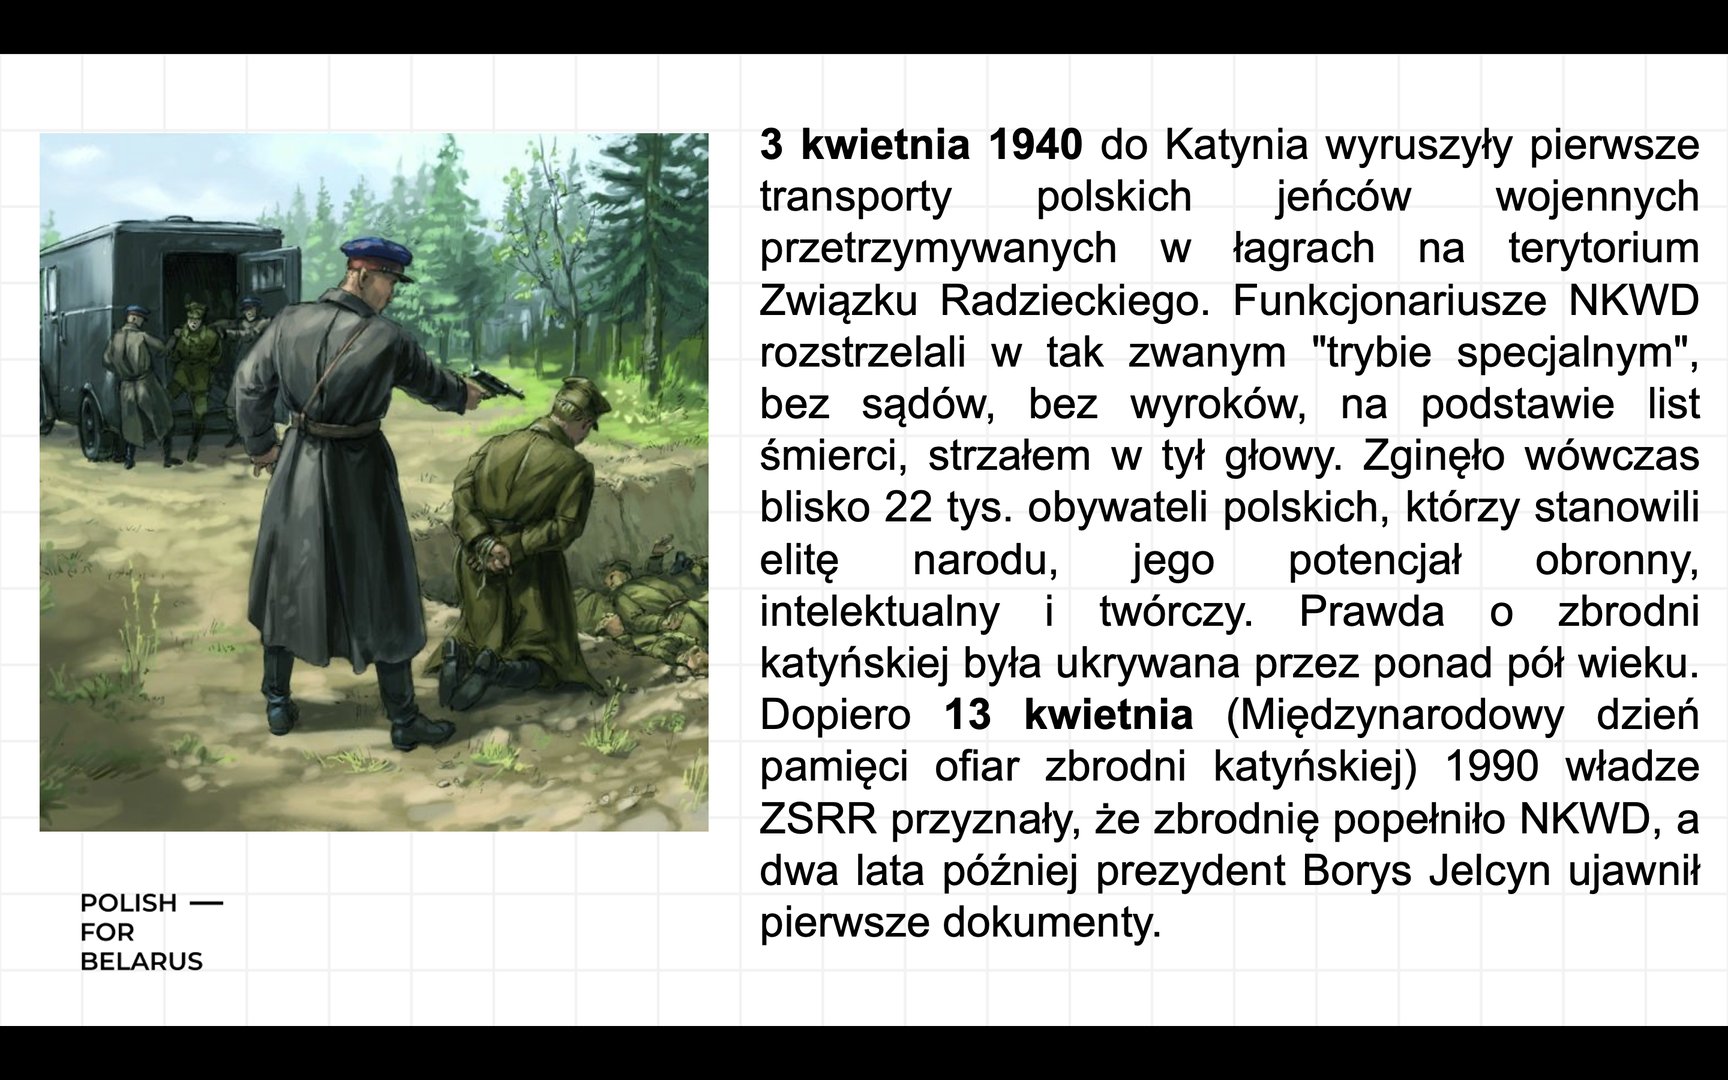 3 kwietnia 1940 do Katynia wyruszyły pierwsze
transporty polskich jeńców wojennych
przetrzymywanych w łagrach na terytorium
Związku Radzieckiego. Funkcjonariusze NKWD
rozstrzelali w tak zwanym "trybie specjalnym",
bez sądów, bez wyroków, na podstawie list
śmierci, strzałem w tył głowy. Zginęło wówczas
blisko 22 tys. obywateli polskich, którzy stanowili
elitę narodu, jego potencjał obronny,
intelektualny i twórczy. Prawda o zbrodni
katyńskiej była ukrywana przez ponad pół wieku.
Dopiero 13 kwietnia (Międzynarodowy dzień
pamięci ofiar zbrodni katyńskiej) 1990 władze
ZSRR przyznały, że zbrodnię popełniło NKWD, a
dwa lata później prezydent Borys Jelcyn ujawnił
pierwsze dokumenty.
POLISH —
FOR
BELARUS